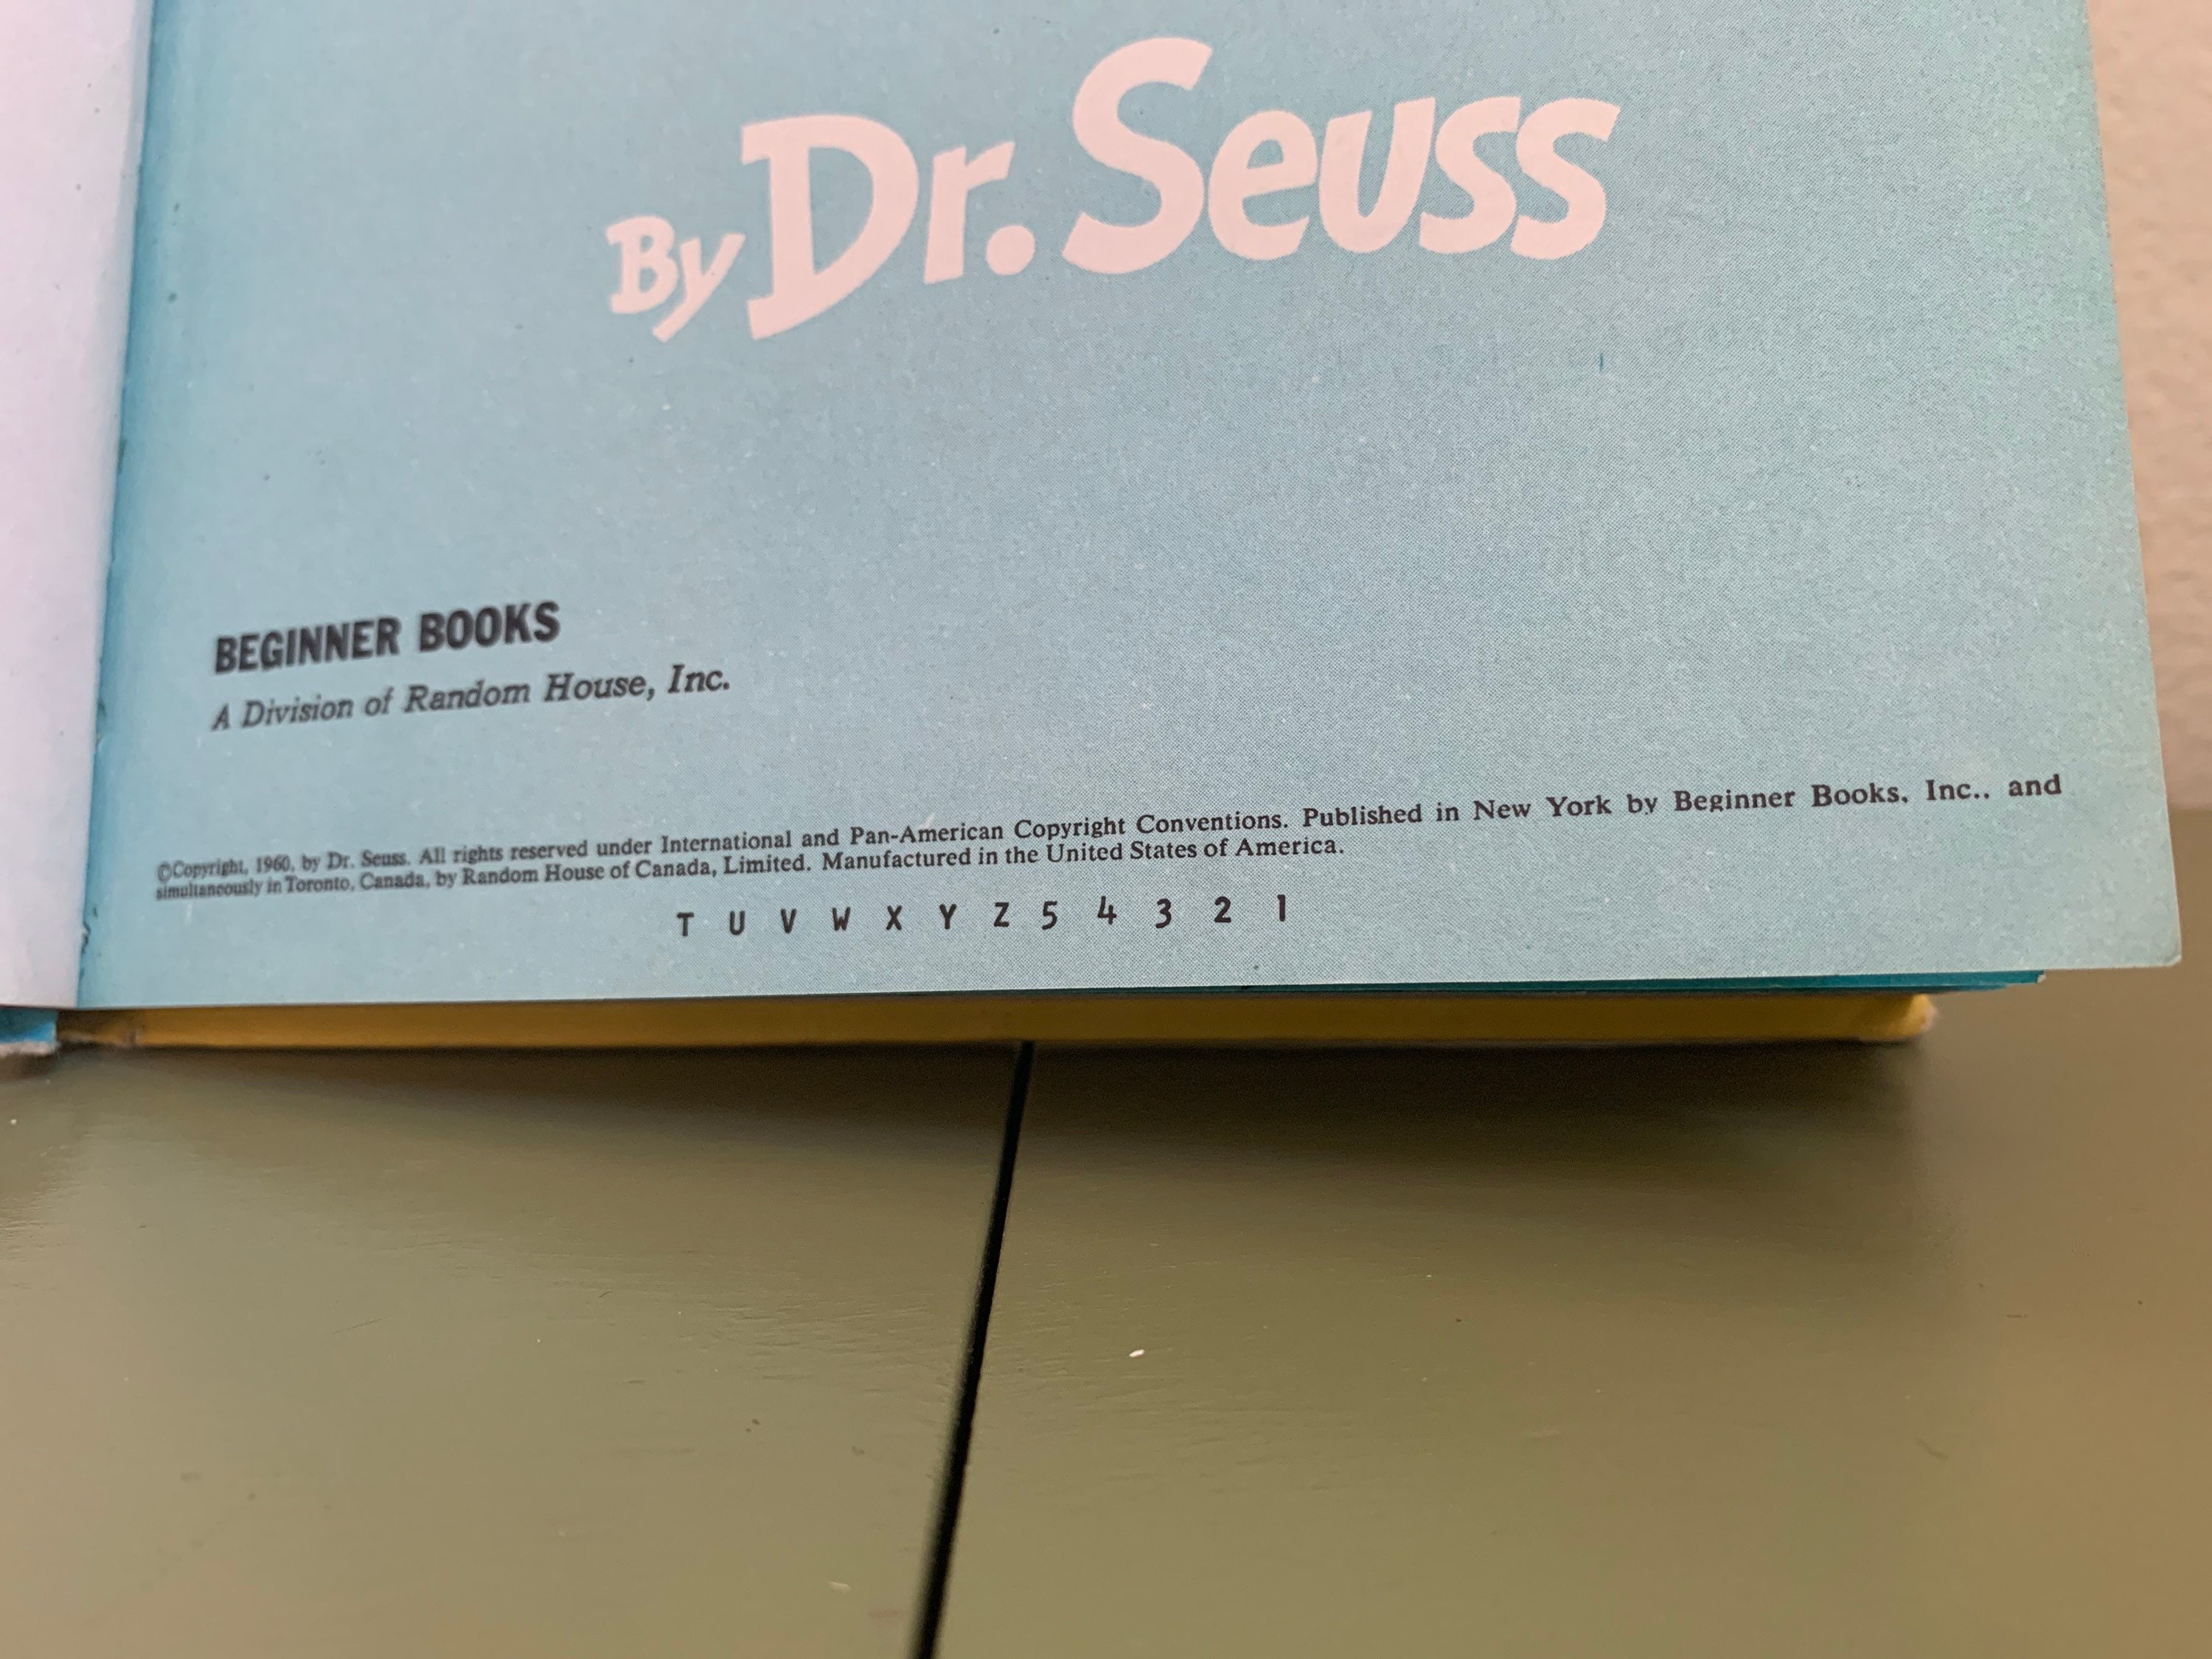 By Dr. Seuss
BEGINNER BOOKS
A Division of Random House, Inc.
©Copyright, 1960, by Dr. Seuss. All rights reserved under International and Pan-American Copyright Conventions. Published in New York by Beginner Books, Inc., and
simultaneously in Toronto, Canada, by Random House of Canada, Limited. Manufactured in the United States of America.
T U V W X Y Z 5 4 3 2 1